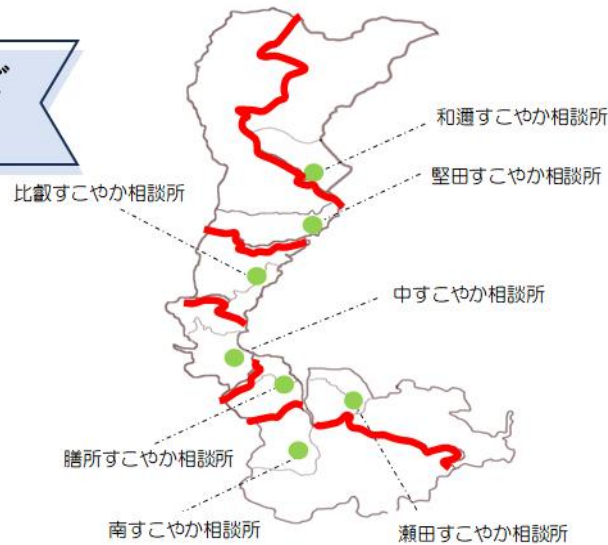 和邇すこやか相談所
堅田すこやか相談所
比叡すこやか相談所
中すこやか相談所
膳所すこやか相談所
南すこやか相談所
瀬田すこやか相談所